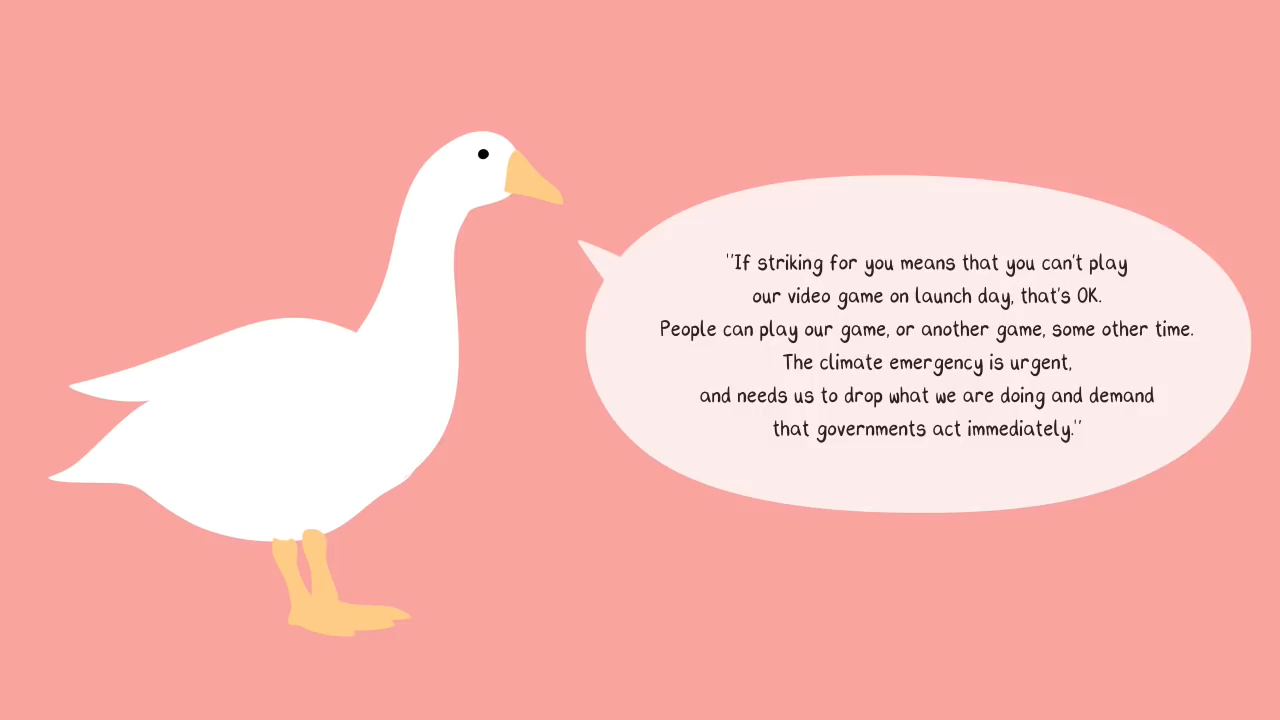 "If striking for you means that you can't play
our video game on launch day, that's OK.
People can play our game, or another game, some other time.
The climate emergency is urgent,
and needs us to drop what we are doing and demand
that governments act immediately."